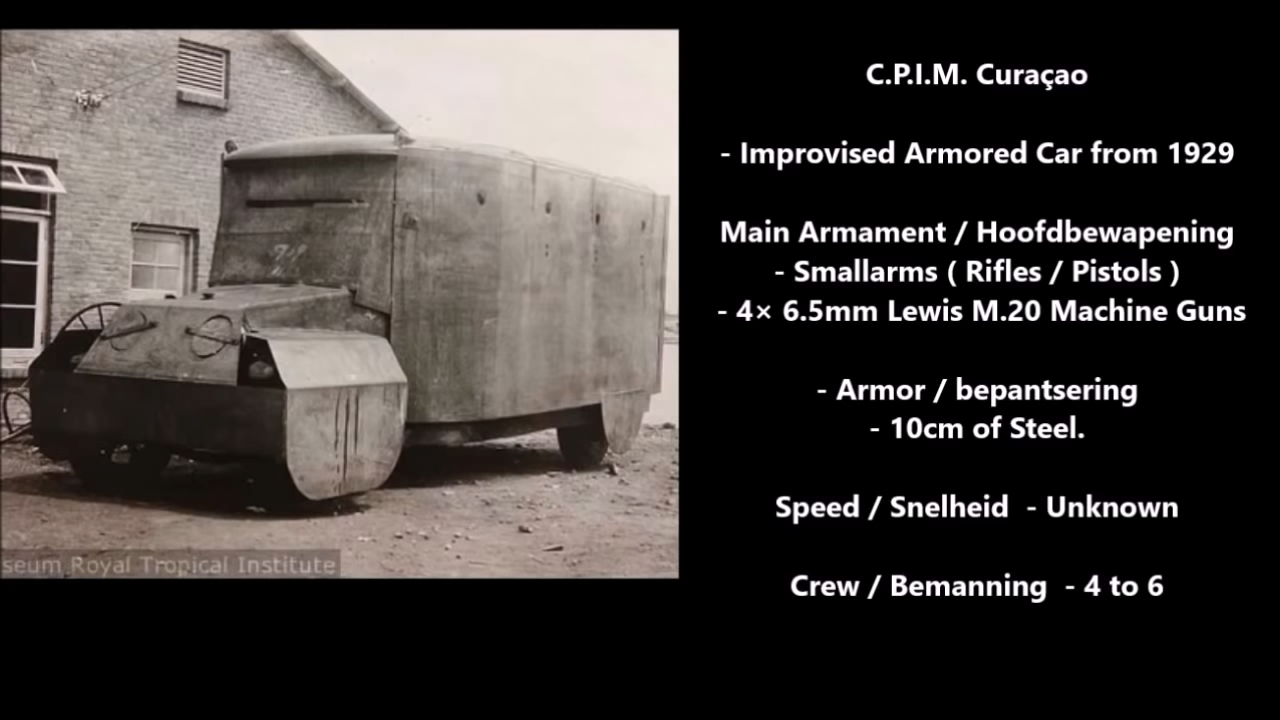 C.P.I.M. Curaçao
- Improvised Armored Car from 1929
Main Armament / Hoofdbewapening
- Smallarms ( Rifles / Pistols )
- 4× 6.5mm Lewis M.20 Machine Guns
- Armor / bepantsering
- 10cm of Steel.
Speed / Snelheid - Unknown
Crew / Bemanning - 4 to 6
seum Royal Tropical Institute